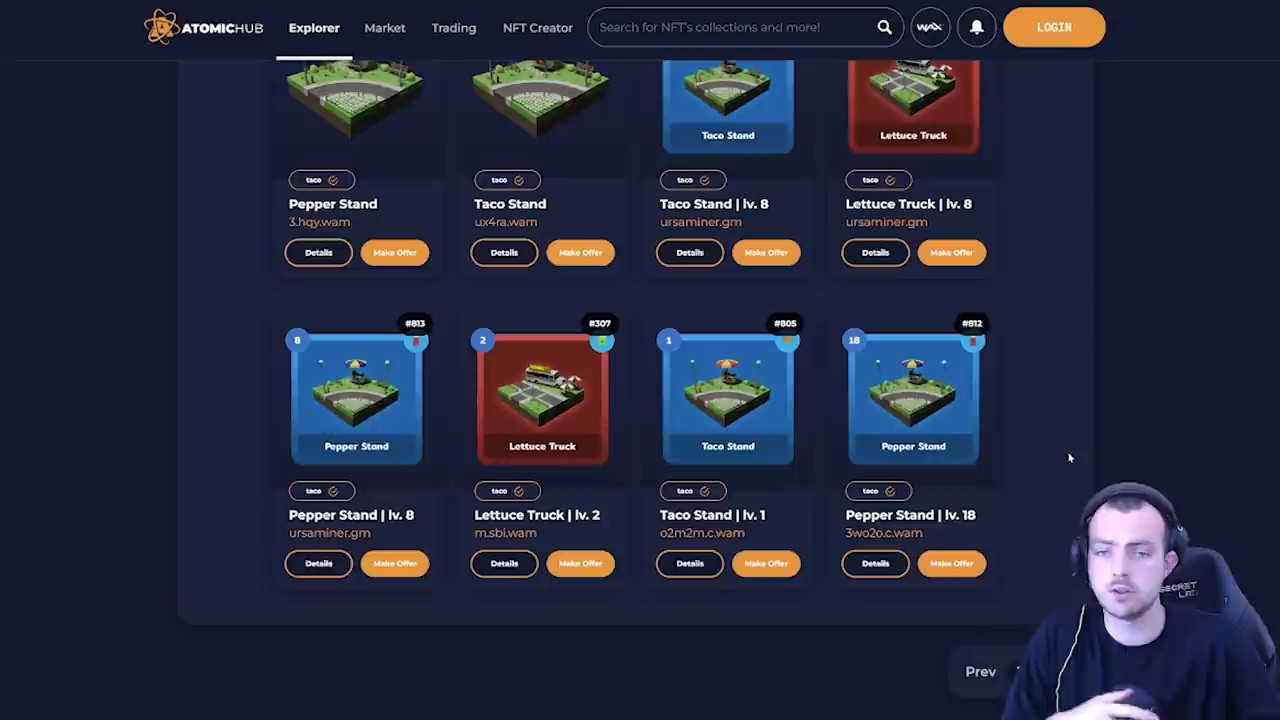 ATOMICHUB
Explorer
Market
Trading
NFT Creator
Search for NFT's collections and more!
WAX
LOGIN
Taco Stand
Lettuce Truck
taco
taco
taco
taco
Pepper Stand
Taco Stand
Taco Stand | lv. 8
Lettuce Truck | lv. 8
3.hqy.wam
ux4ra.wam
ursaminer.gm
ursaminer.gm
Details
Make Offer
Details
Make Offer
Details
Make Offer
Details
Make Offer
8
#813
2
#307
1
#805
18
#812
Pepper Stand
Lettuce Truck
Taco Stand
Pepper Stand
taco
taco
taco
taco
Pepper Stand | lv. 8
Lettuce Truck | lv. 2
Taco Stand | lv. 1
Pepper Stand | lv. 18
ursaminer.gm
m.sbi.wam
o2m2m.c.wam
3wo2o.c.wam
Details
Make Offer
Details
Make Offer
Details
Make Offer
Details
Make Offer
SECRET
LAB
Prev